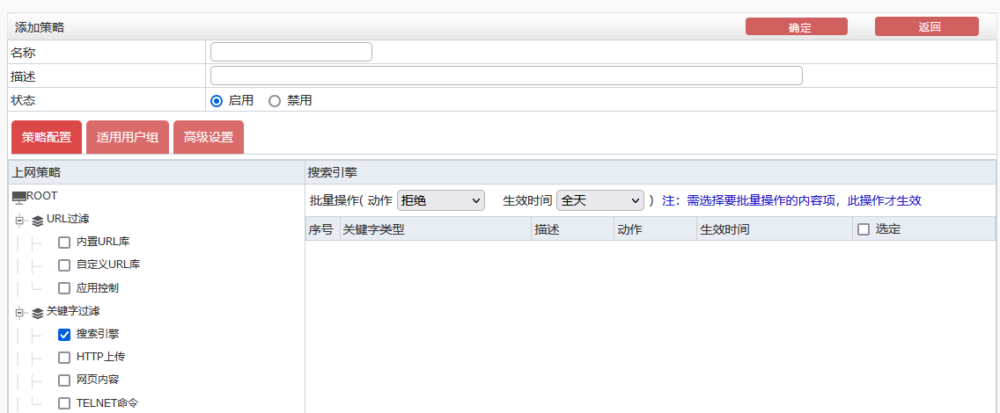 添加策略 确定 返回
名称
描述
状态 启用 禁用
策略配置 适用用户组 高级设置
上网策略 搜索引擎
ROOT 批量操作( 动作 拒绝 生效时间 全天 ) 注：需选择要批量操作的内容项，此操作才生效
URL过滤 序号 关键字类型 描述 动作 生效时间 选定
内置URL库
自定义URL库
应用控制
关键字过滤
搜索引擎
HTTP上传
网页内容
TELNET命令